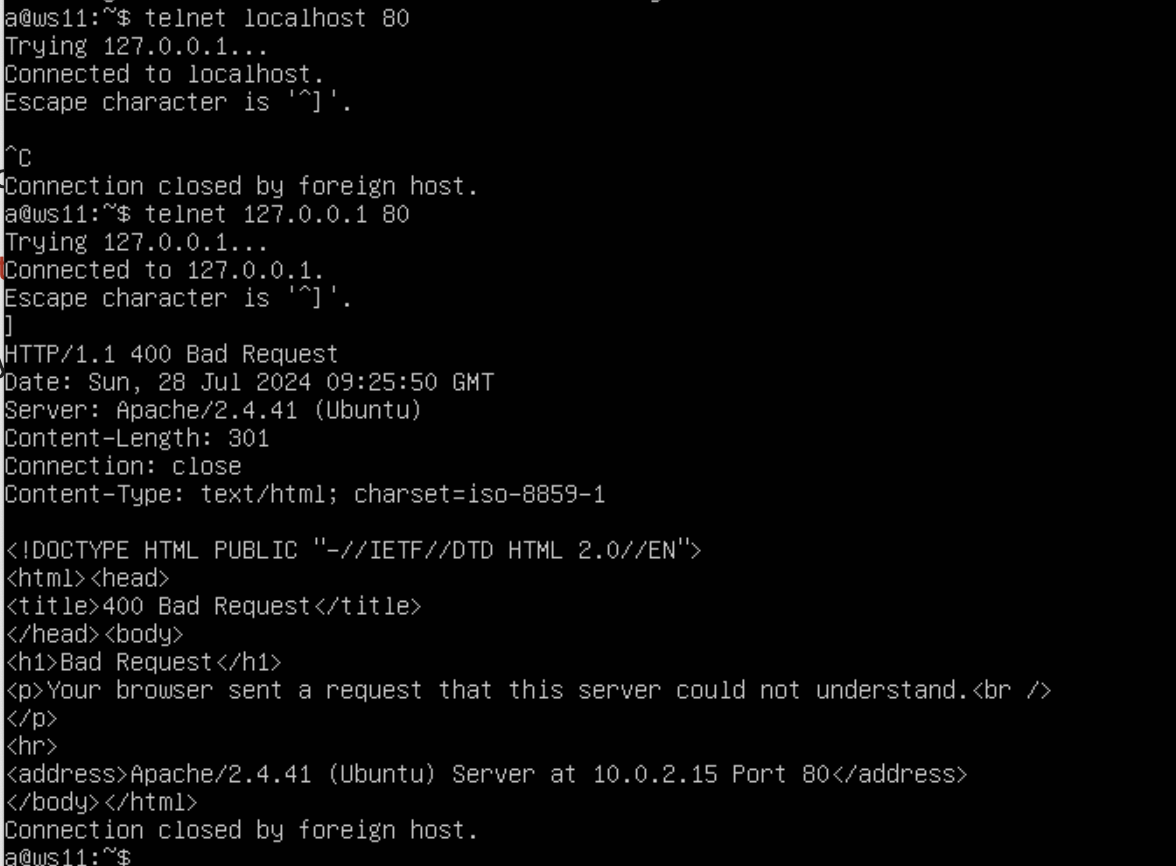 a@ws11:~$ telnet localhost 80
Trying 127.0.0.1...
Connected to localhost.
Escape character is '^]'.
^C
Connection closed by foreign host.
a@ws11:~$ telnet 127.0.0.1 80
Trying 127.0.0.1...
Connected to 127.0.0.1.
Escape character is '^]'.
]
HTTP/1.1 400 Bad Request
Date: Sun, 28 Jul 2024 09:25:50 GMT
Server: Apache/2.4.41 (Ubuntu)
Content-Length: 301
Connection: close
Content-Type: text/html; charset=iso-8859-1
<!DOCTYPE HTML PUBLIC "-//IETF//DTD HTML 2.0//EN">
<html><head>
<title>400 Bad Request</title>
</head><body>
<h1>Bad Request</h1>
<p>Your browser sent a request that this server could not understand.<br />
</p>
<hr>
<address>Apache/2.4.41 (Ubuntu) Server at 10.0.2.15 Port 80</address>
</body></html>
Connection closed by foreign host.
a@ws11:~$